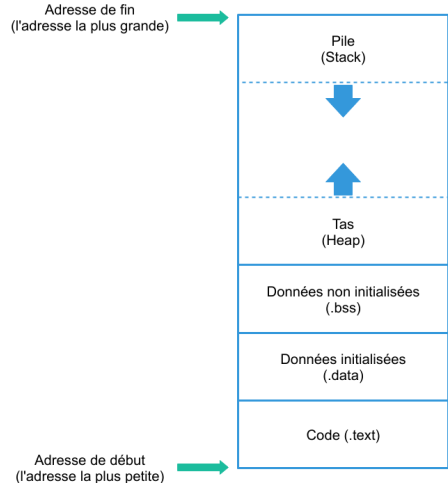 Adresse de fin
(l'adresse la plus grande)
Pile
(Stack)
Tas
(Heap)
Données non initialisées
(.bss)
Données initialisées
(.data)
Code (.text)
Adresse de début
(l'adresse la plus petite)